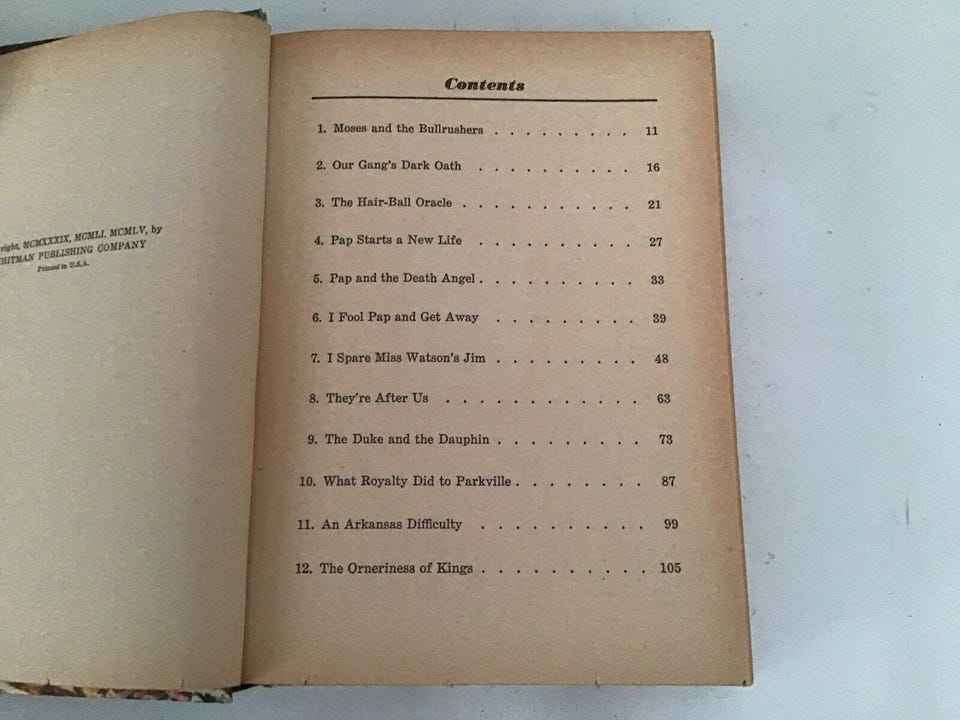 MCMXXXIX, MCMLI, MCMLV, by
WHITMAN PUBLISHING COMPANY
Printed in U.S.A.
Contents
1. Moses and the Bullrushers . . . . . . . . . 11
2. Our Gang's Dark Oath . . . . . . . . . . 16
3. The Hair-Ball Oracle . . . . . . . . . . 21
4. Pap Starts a New Life . . . . . . . . . . 27
5. Pap and the Death Angel . . . . . . . . . . 33
6. I Fool Pap and Get Away . . . . . . . . . 39
7. I Spare Miss Watson's Jim . . . . . . . . . 48
8. They're After Us . . . . . . . . . . . . 63
9. The Duke and the Dauphin . . . . . . . . . 73
10. What Royalty Did to Parkville . . . . . . . . 87
11. An Arkansas Difficulty . . . . . . . . . . 99
12. The Orneriness of Kings . . . . . . . . . . 105